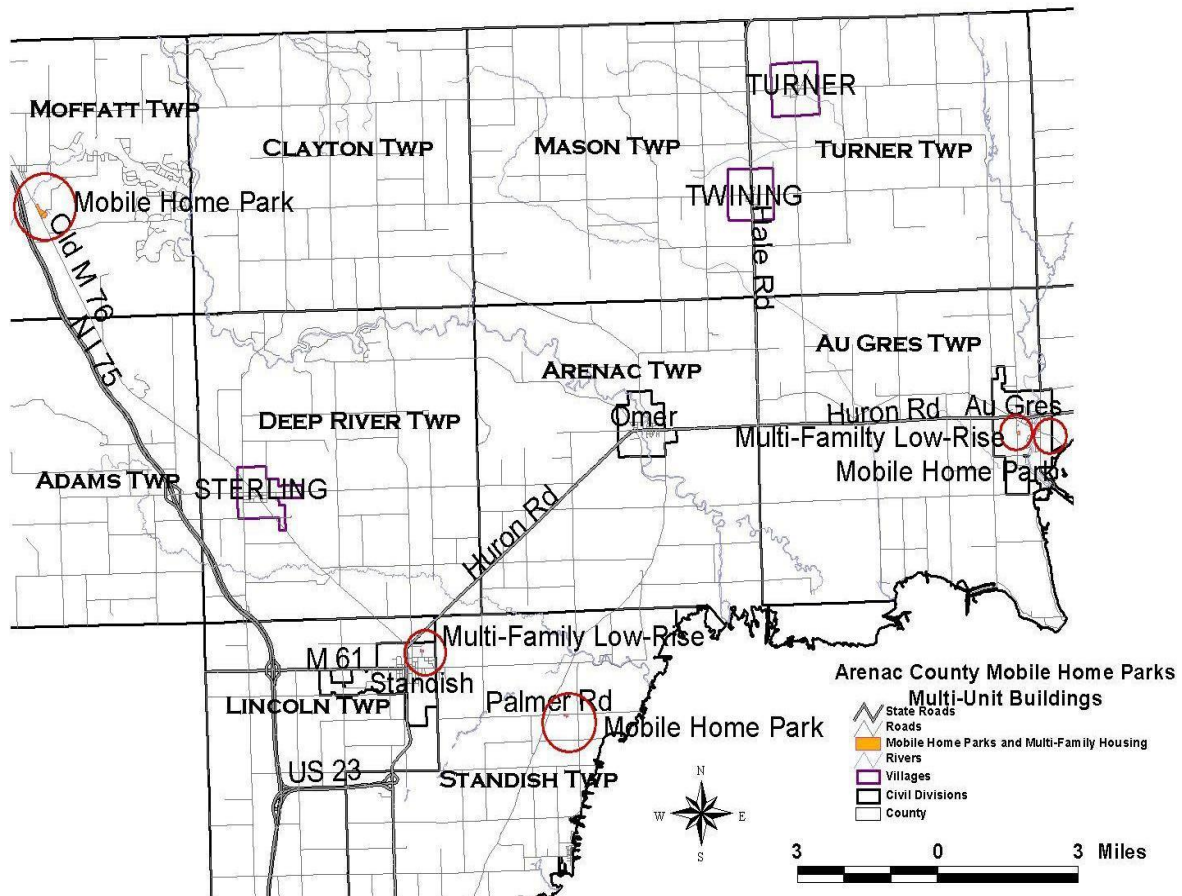 TURNER
MOFFATT TWP
CLAYTON TWP
MASON TWP
TURNER TWP
TWINING
Mobile Home Park
Old M 76
Hale Rd
N I 75
AU GRES TWP
ARENAC TWP
DEEP RIVER TWP
Omer
Huron Rd
Au Gres
Multi-Familty Low-Rise
Mobile Home Park
ADAMS TWP
STERLING
Huron Rd
Multi-Family Low-Rise
M 61
Standish
LINCOLN TWP
Palmer Rd
Mobile Home Park
US 23
STANDISH TWP
Arenac County Mobile Home Parks
Multi-Unit Buildings
State Roads
Roads
Mobile Home Parks and Multi-Family Housing
Rivers
Villages
Civil Divisions
County
N
W E
S
3 0 3 Miles